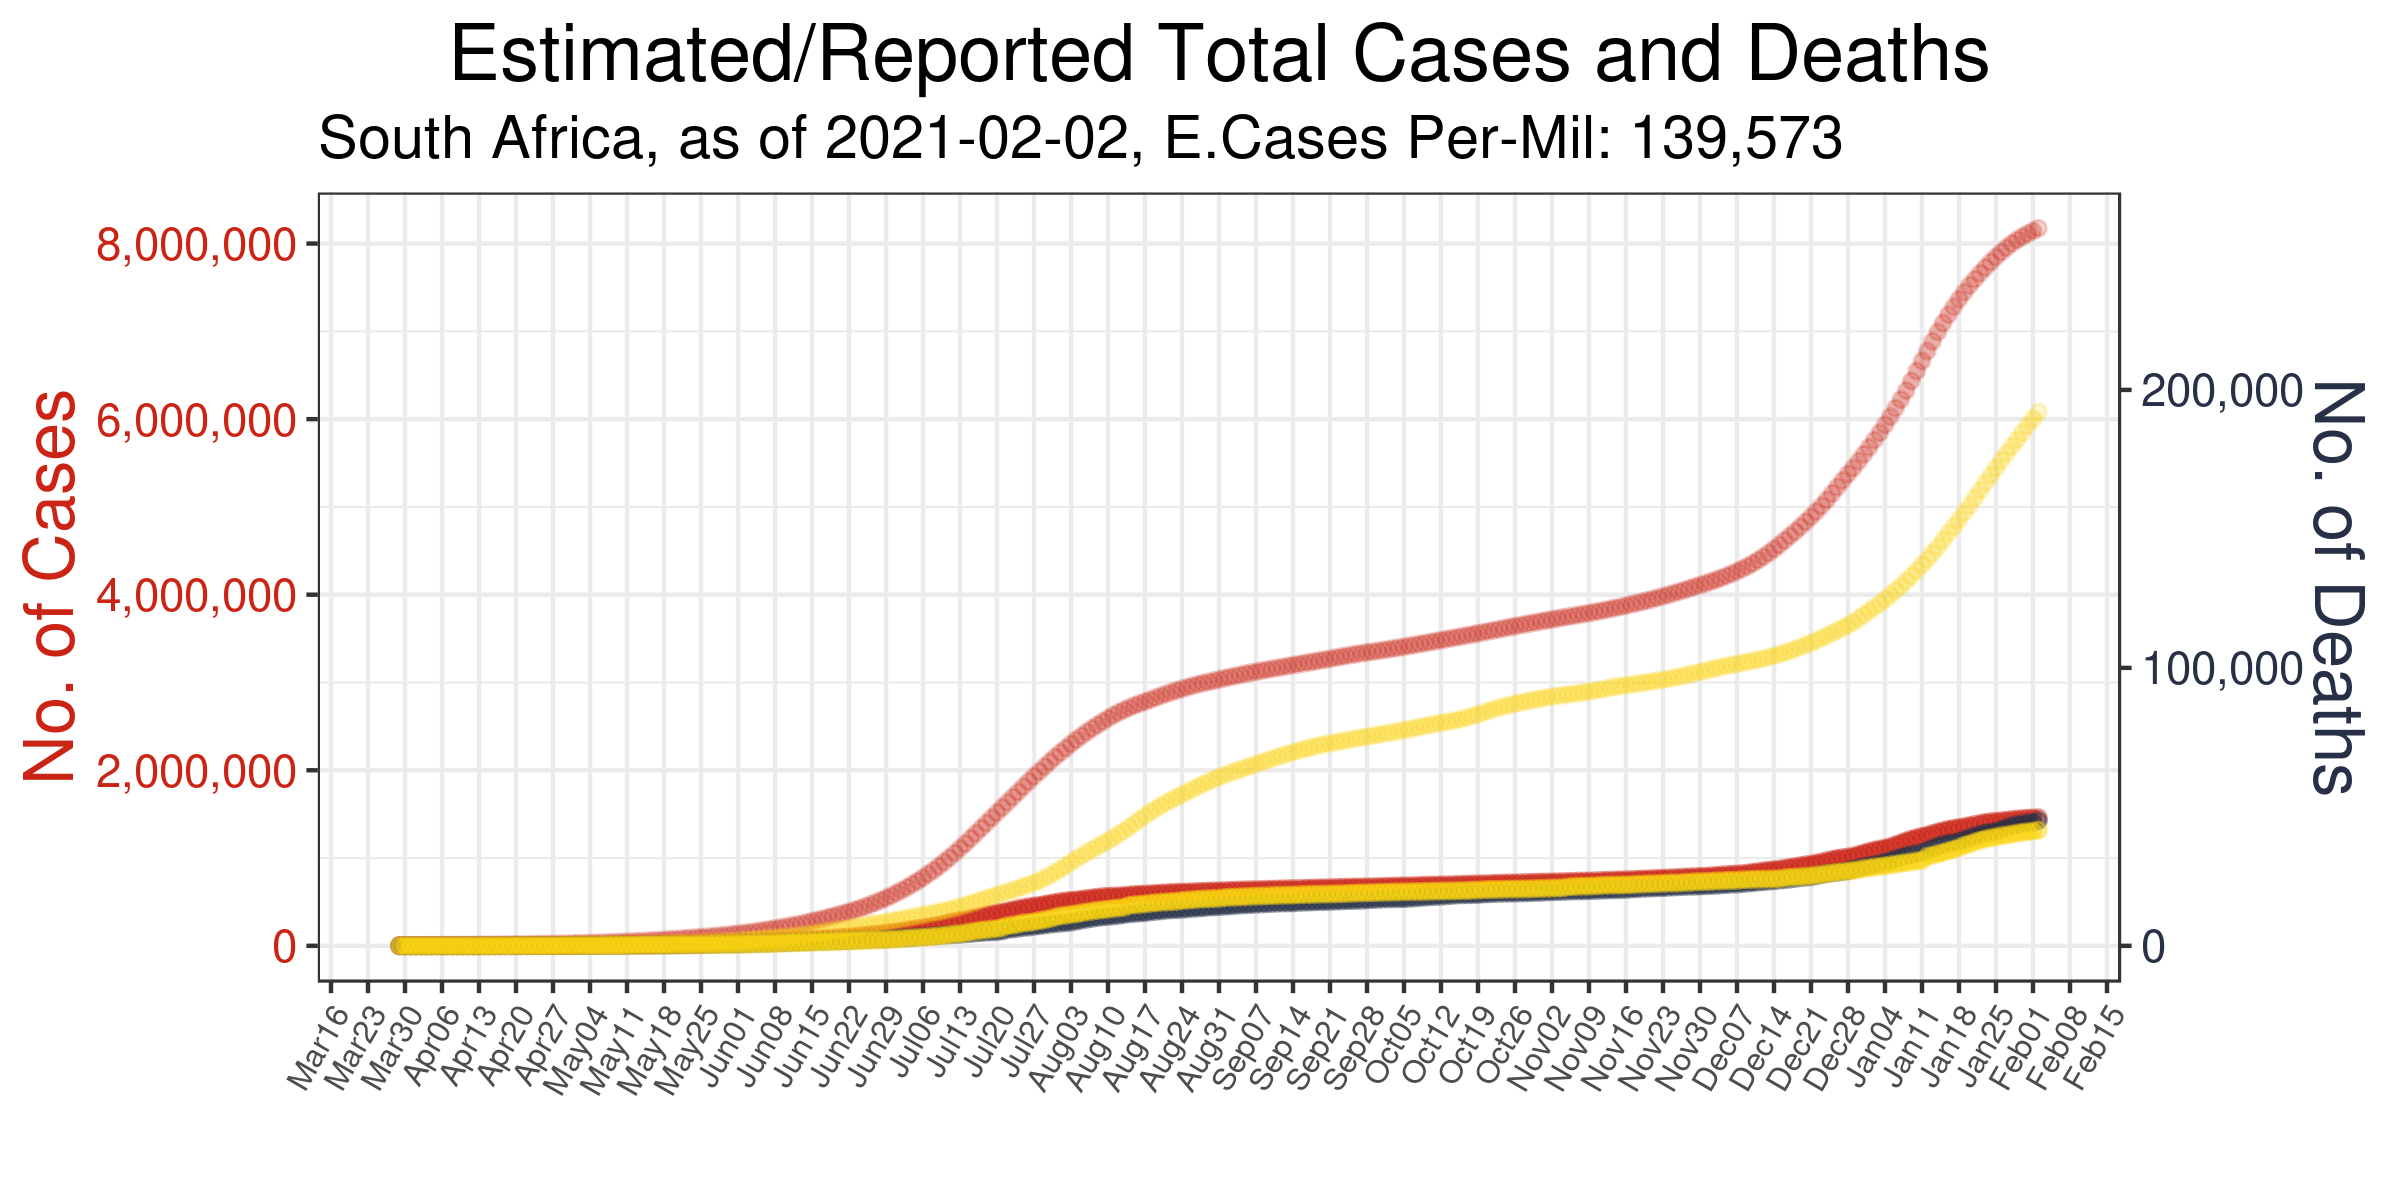 Estimated/Reported Total Cases and Deaths
South Africa, as of 2021-02-02, E.Cases Per-Mil: 139,573
No. of Cases
8,000,000
6,000,000
4,000,000
2,000,000
0
200,000
100,000
0
No. of Deaths
Mar16
Mar23
Mar30
Apr06
Apr13
Apr20
Apr27
May04
May11
May18
May25
Jun01
Jun08
Jun15
Jun22
Jun29
Jul06
Jul13
Jul20
Jul27
Aug03
Aug10
Aug17
Aug24
Aug31
Sep07
Sep14
Sep21
Sep28
Oct05
Oct12
Oct19
Oct26
Nov02
Nov09
Nov16
Nov23
Nov30
Dec07
Dec14
Dec21
Dec28
Jan04
Jan11
Jan18
Jan25
Feb01
Feb08
Feb15